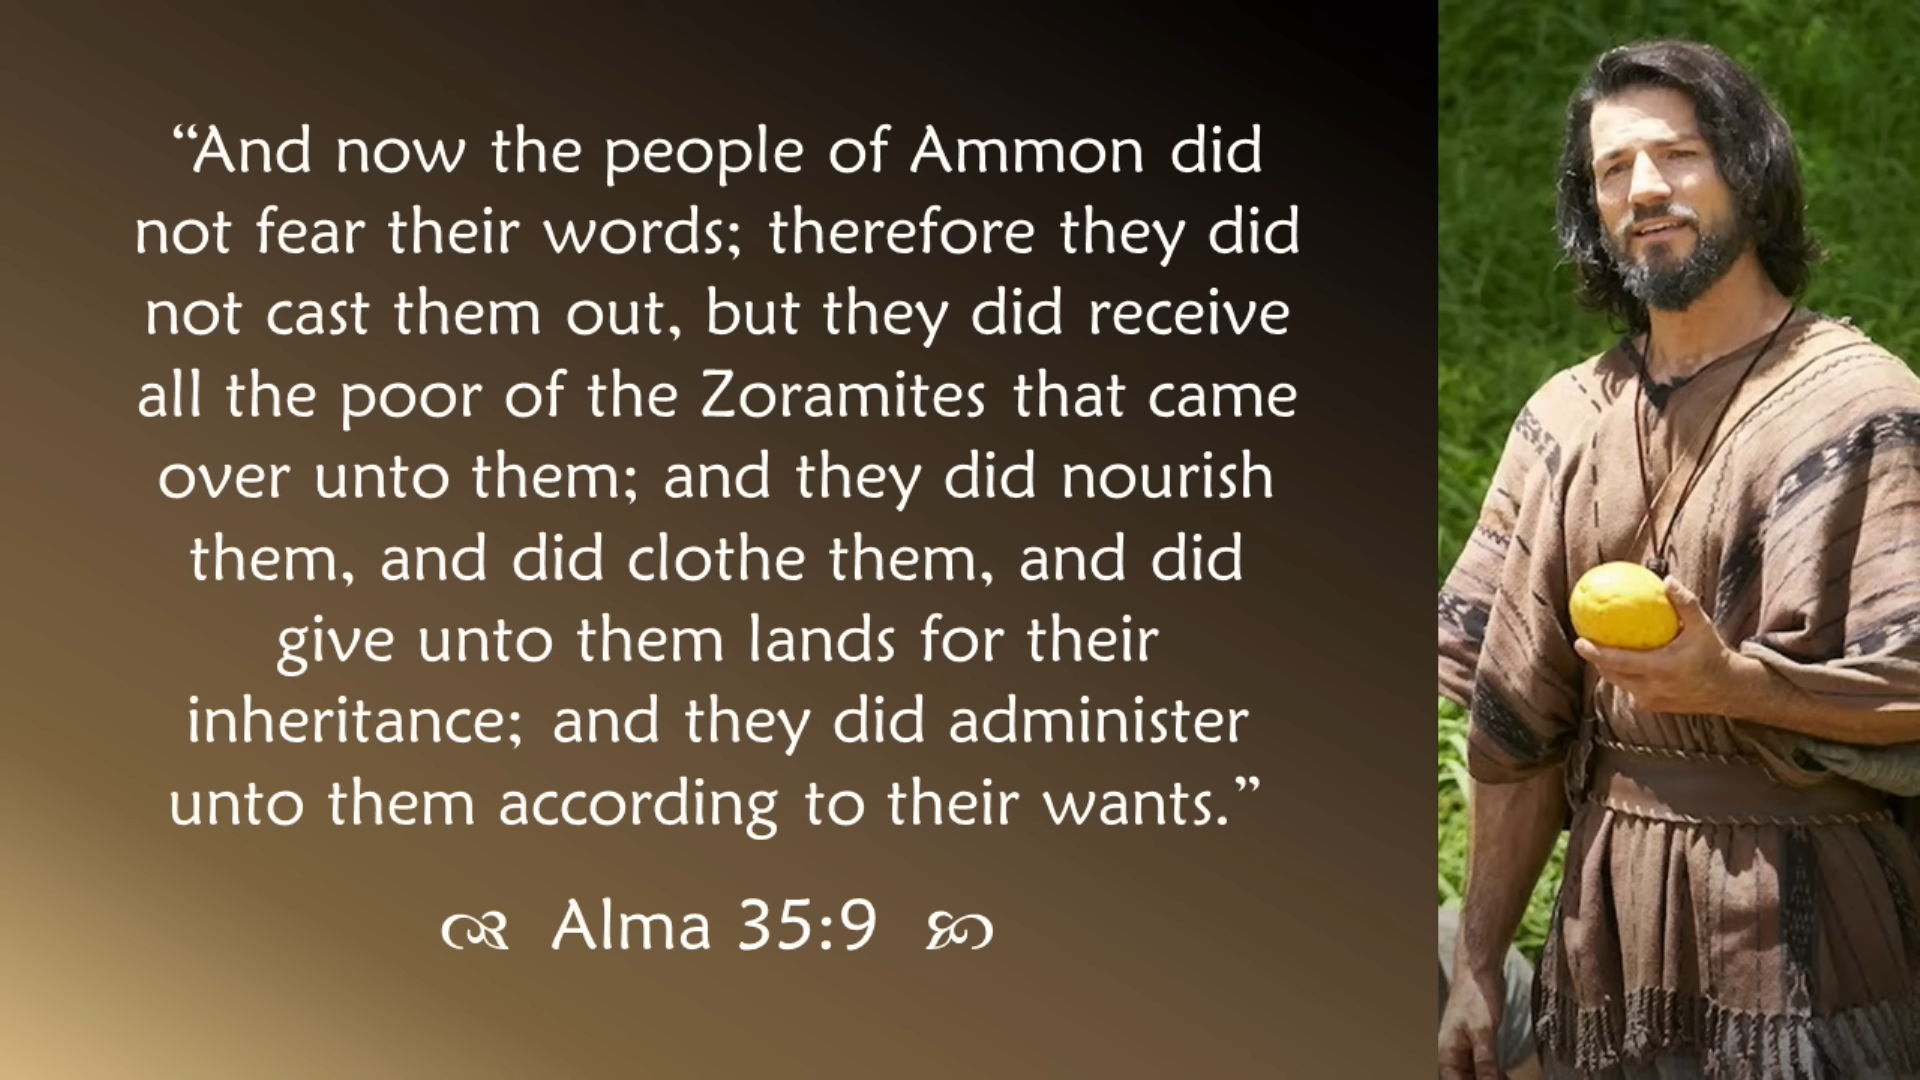 “And now the people of Ammon did
not fear their words; therefore they did
not cast them out, but they did receive
all the poor of the Zoramites that came
over unto them; and they did nourish
them, and did clothe them, and did
give unto them lands for their
inheritance; and they did administer
unto them according to their wants.”
Alma 35:9